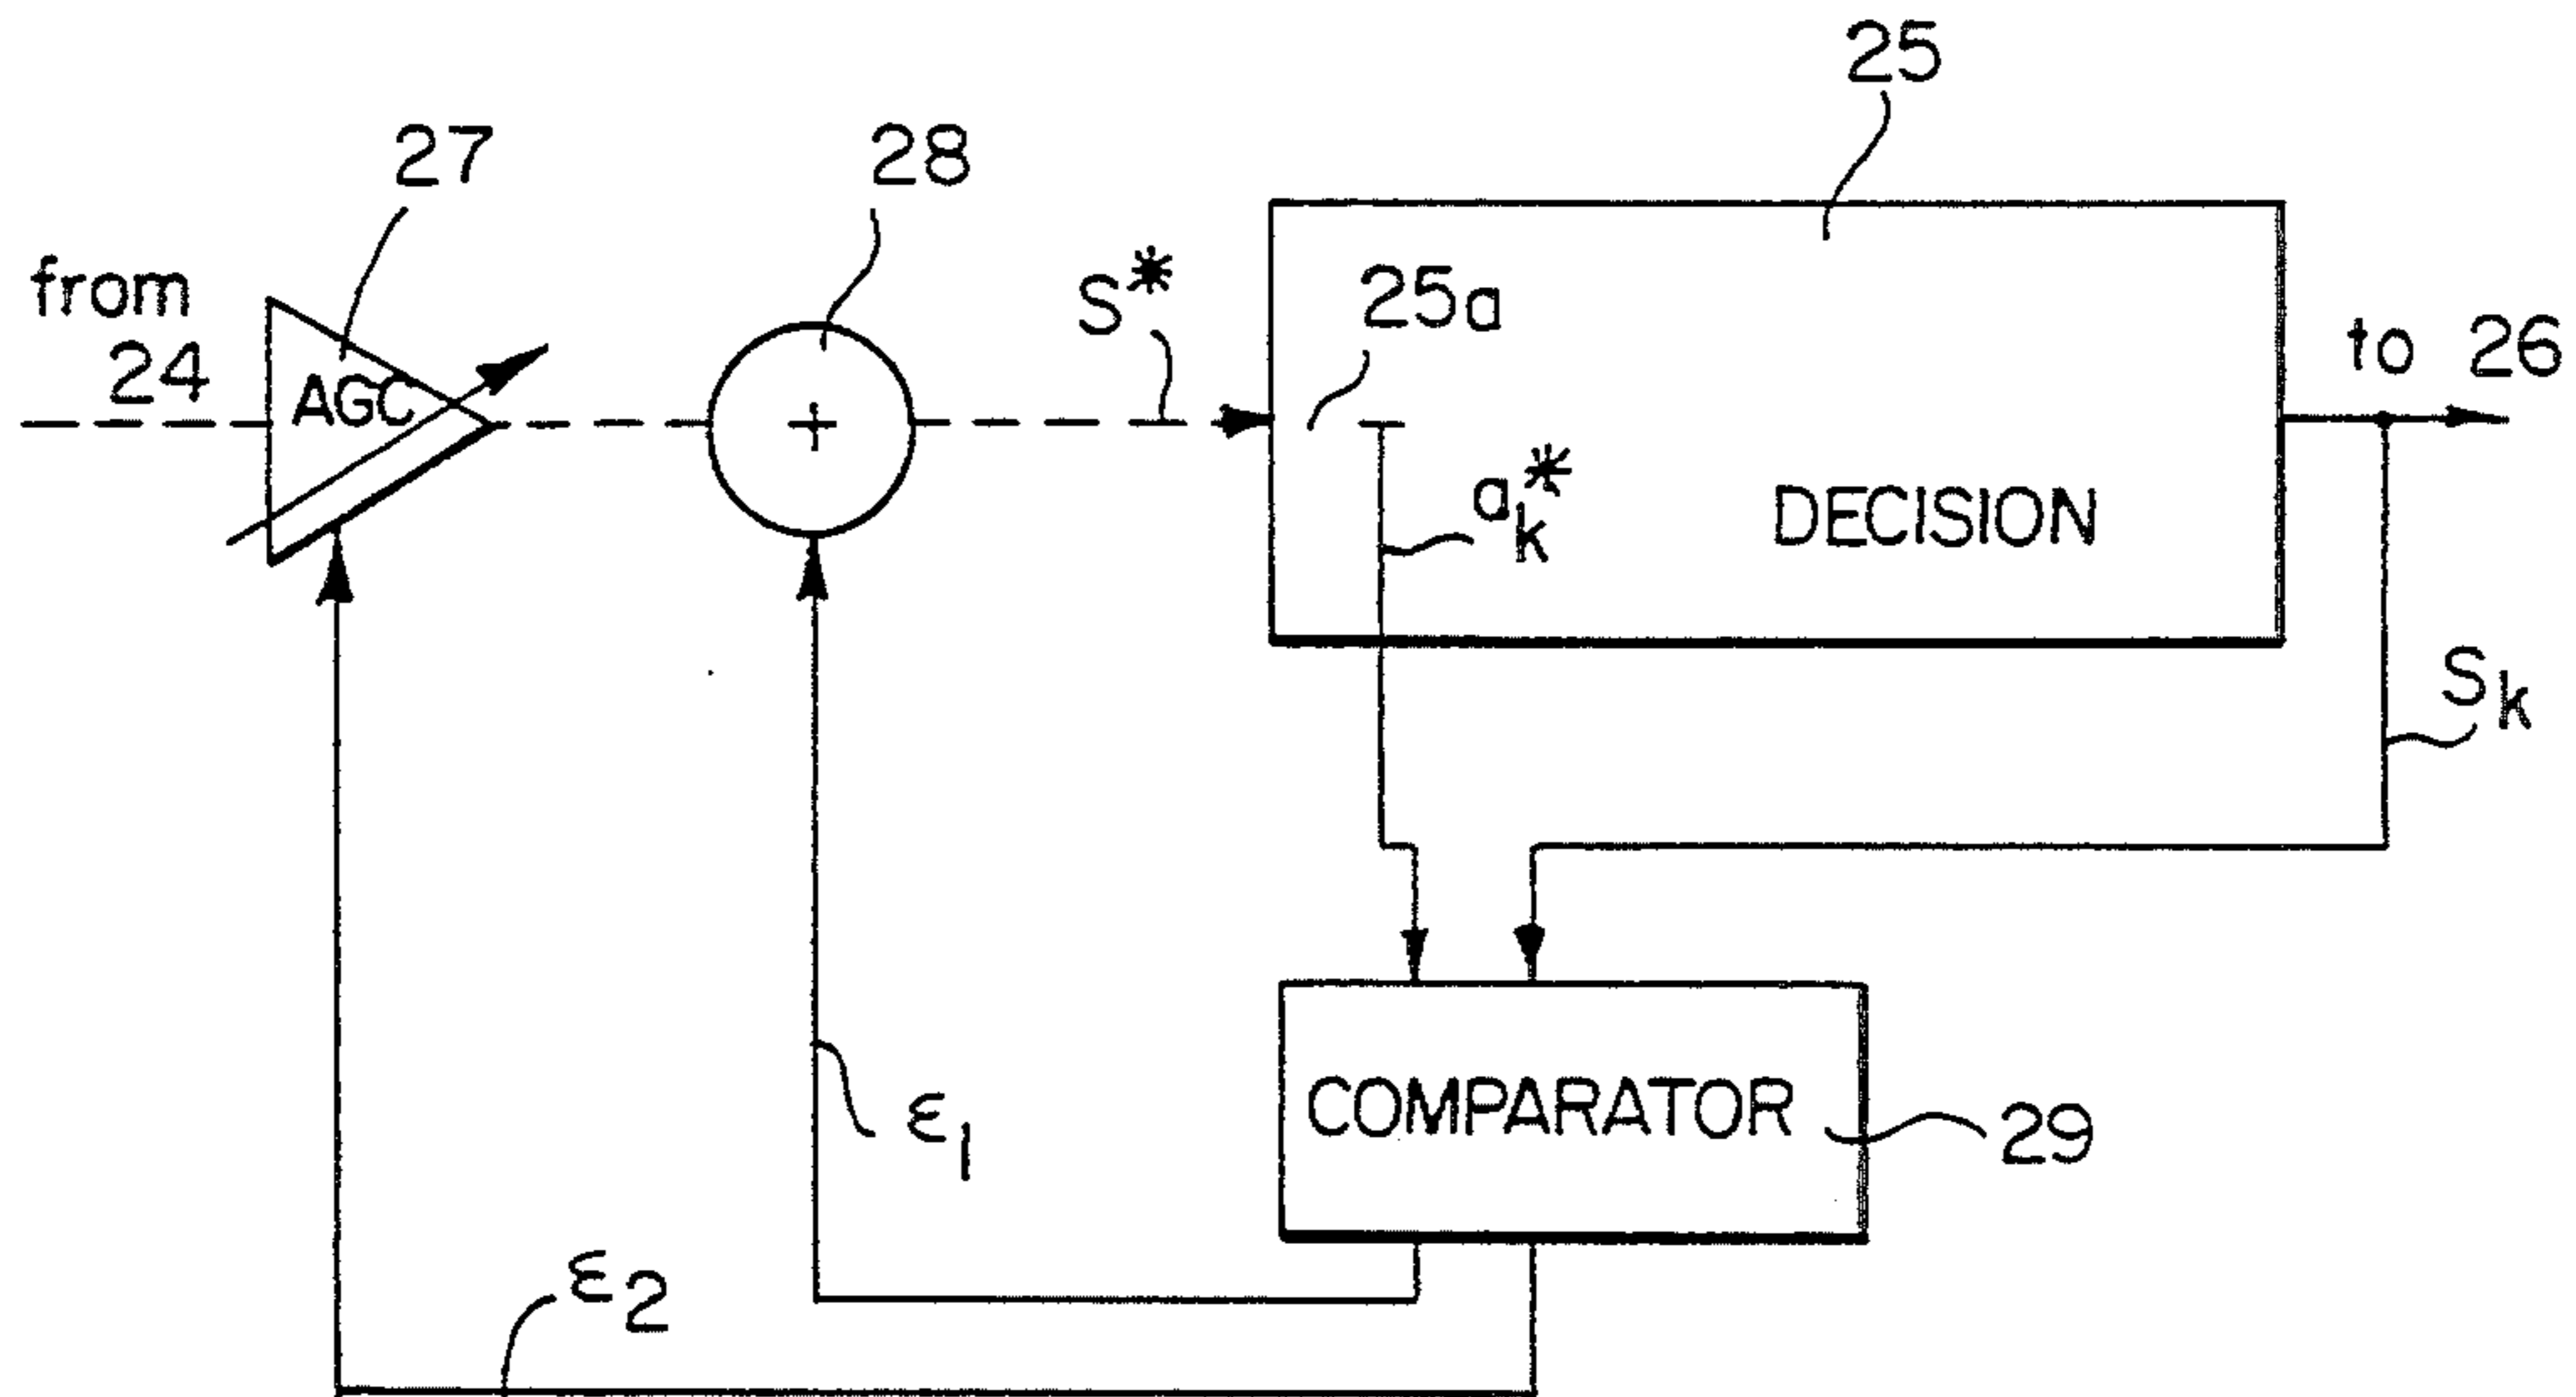 25
27
28
from
24
AGC
S*
25a
to 26
a*k
DECISION
Sk
COMPARATOR
29
ε1
ε2